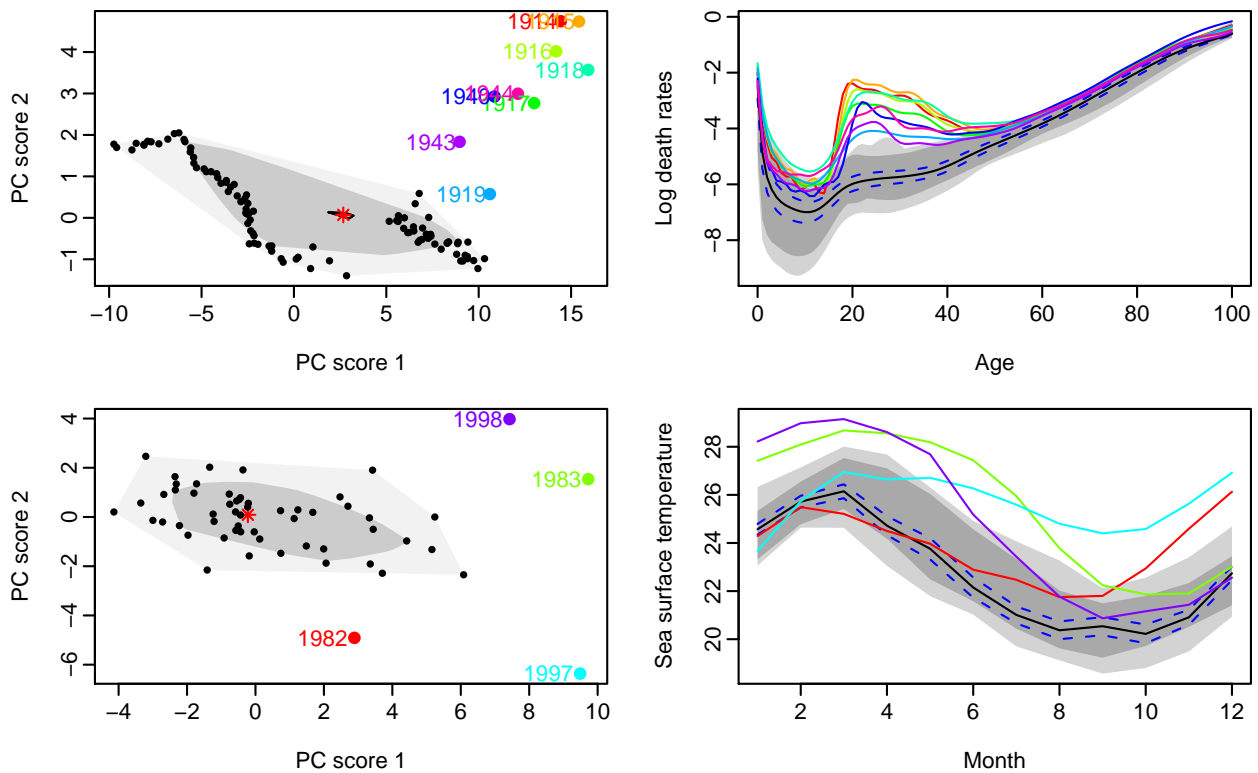 PC score 2
4
3
2
1
0
−1
1914
1915
1916
1918
1940
1944
1917
1943
1919
−10 −5 0 5 10 15
PC score 1
Log death rates
0
−2
−4
−6
−8
0 20 40 60 80 100
Age
PC score 2
4
2
0
−2
−4
−6
1998
1983
1982
1997
−4 −2 0 2 4 6 8 10
PC score 1
Sea surface temperature
28
26
24
22
20
2 4 6 8 10 12
Month